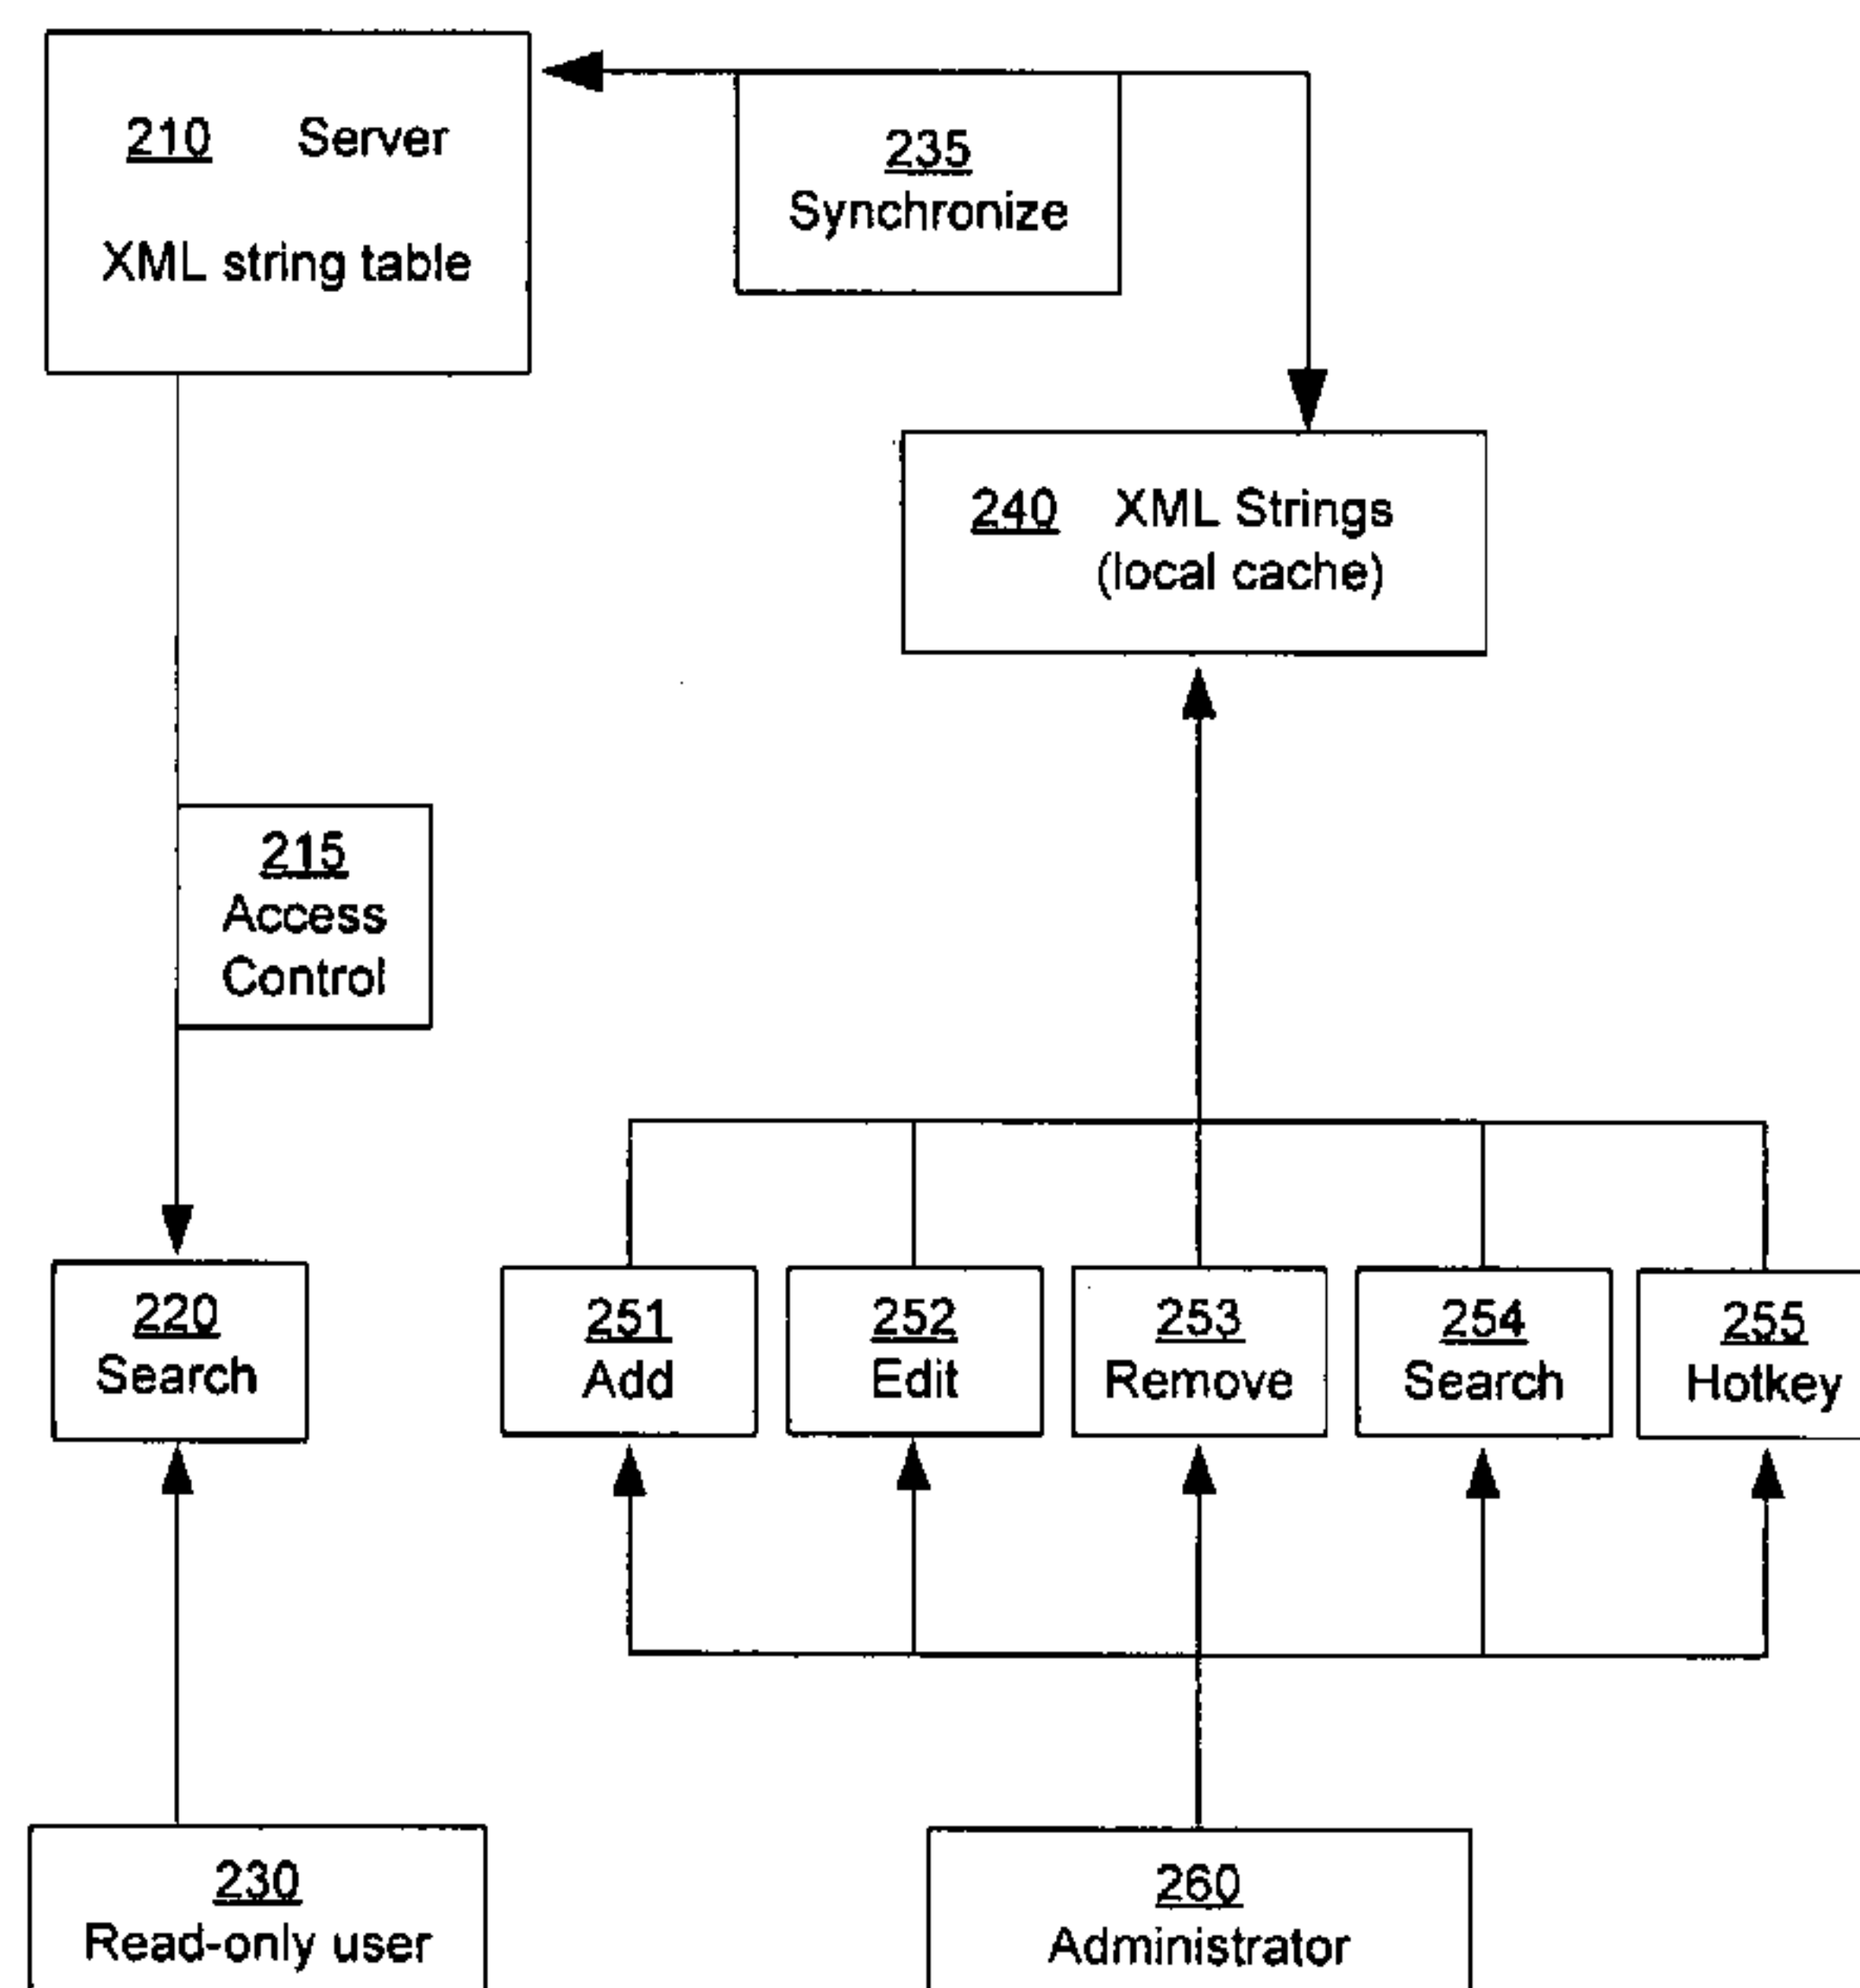 210 Server
XML string table
235
Synchronize
240 XML Strings
(local cache)
215
Access
Control
220
Search
251
Add
252
Edit
253
Remove
254
Search
255
Hotkey
230
Read-only user
260
Administrator